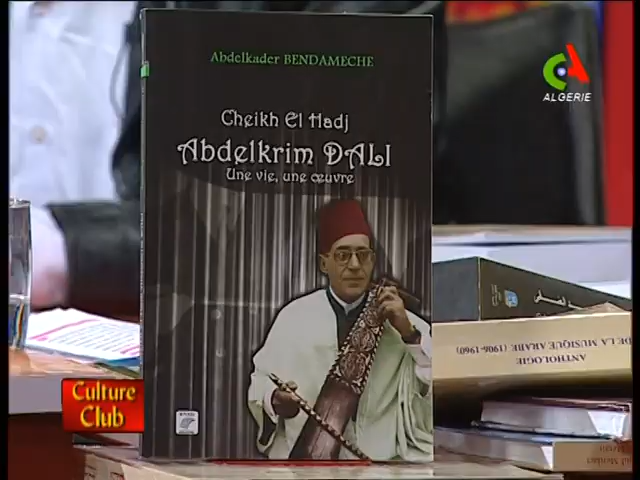 Abdelkader BENDAMECHE
Cheikh El Hadj
Abdelkrim DALI
Une vie, une œuvre
ALGERIE
Culture
Club
DE LA MUSIQUE ARABE (1906-1960)
ANTHOLOGIE